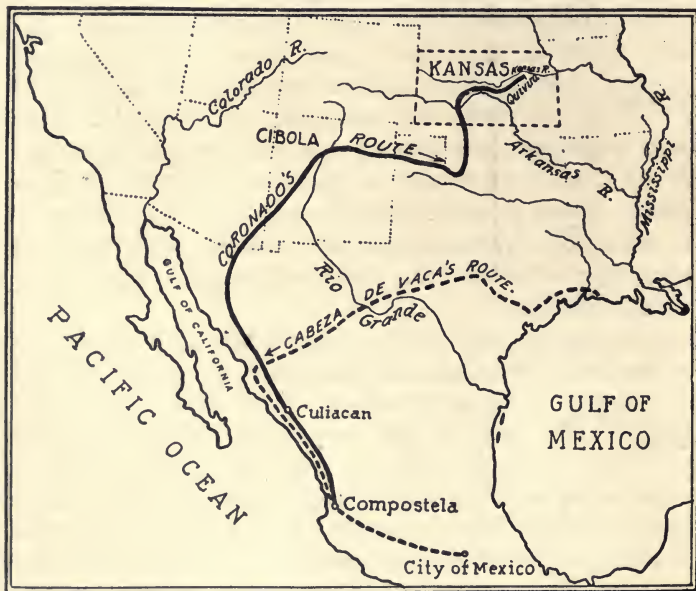 KANSAS
Kansas R.
Quivira
Colorado R.
CIBOLA
CORONADO'S ROUTE
Arkansas R.
Mississippi R.
Rio Grande
CABEZA DE VACA'S ROUTE.
GULF OF CALIFORNIA
PACIFIC OCEAN
Culiacan
GULF OF
MEXICO
Compostela
City of Mexico